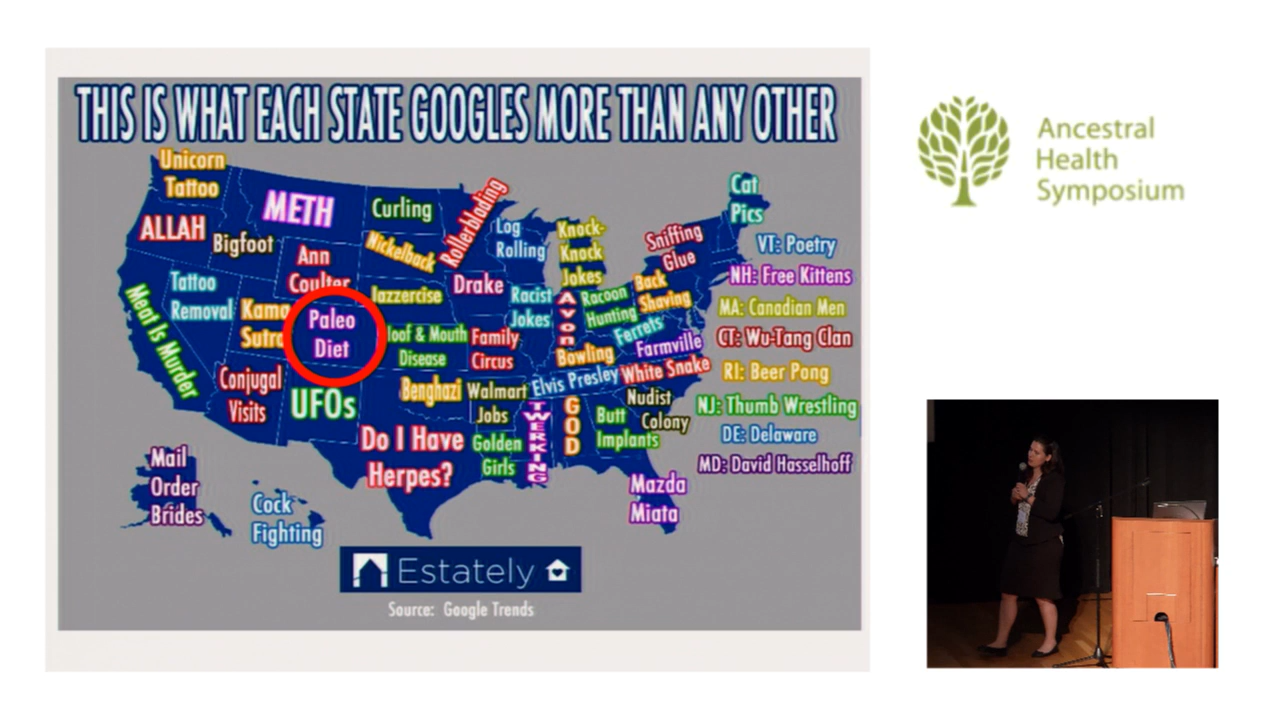 THIS IS WHAT EACH STATE GOOGLES MORE THAN ANY OTHER
Unicorn
Tattoo
METH
Curling
Rollerblading
ALLAH
Bigfoot
Nickelback
Log
Rolling
Knock-
Knock
Jokes
Sniffing
Glue
Cat
Pics
Ann
Coulter
Tattoo
Removal
Kama
Sutra
Paleo
Diet
Jazzercise
Drake
Racist
Jokes
Avon
Racoon
Hunting
Back
Shaving
Ferrets
Farmville
Meat Is Murder
Hoof & Mouth
Disease
Family
Circus
Bowling
Elvis Presley
White Snake
Conjugal
Visits
UFOs
Benghazi
Walmart
Jobs
TWERKING
GOD
Butt
Implants
Nudist
Colony
Do I Have
Herpes?
Golden
Girls
Mazda
Miata
Mail
Order
Brides
Cock
Fighting
VT: Poetry
NH: Free Kittens
MA: Canadian Men
CT: Wu-Tang Clan
RI: Beer Pong
NJ: Thumb Wrestling
DE: Delaware
MD: David Hasselhoff
Estately
Source: Google Trends
Ancestral
Health
Symposium